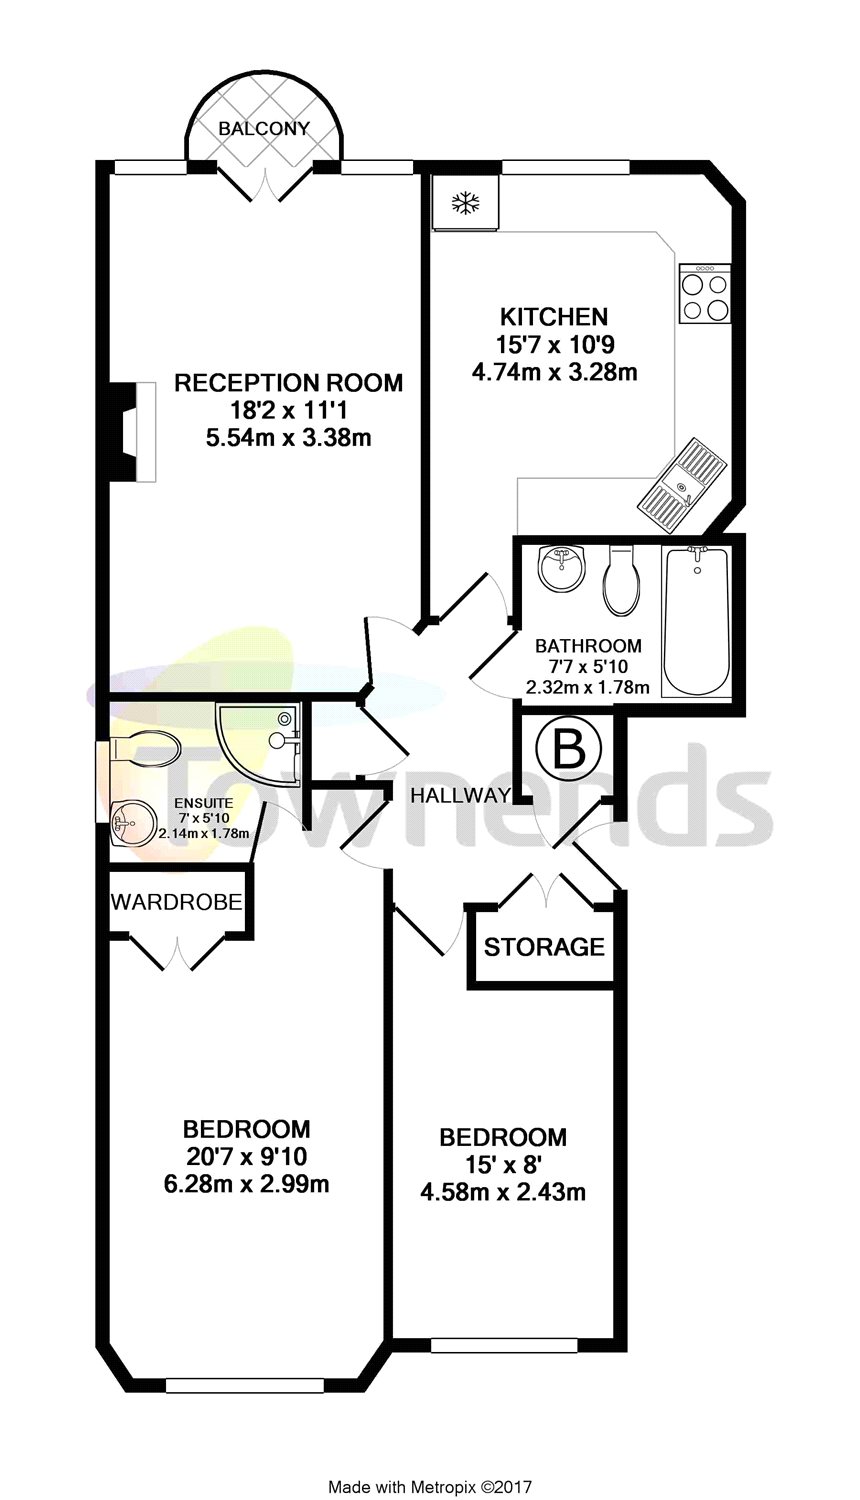 BALCONY
KITCHEN
15'7 x 10'9
4.74m x 3.28m
RECEPTION ROOM
18'2 x 11'1
5.54m x 3.38m
BATHROOM
7'7 x 5'10
2.32m x 1.78m
B
Townends
HALLWAY
ENSUITE
7' x 5'10
2.14m x 1.78m
WARDROBE
STORAGE
BEDROOM
20'7 x 9'10
6.28m x 2.99m
BEDROOM
15' x 8'
4.58m x 2.43m
Made with Metropix ©2017